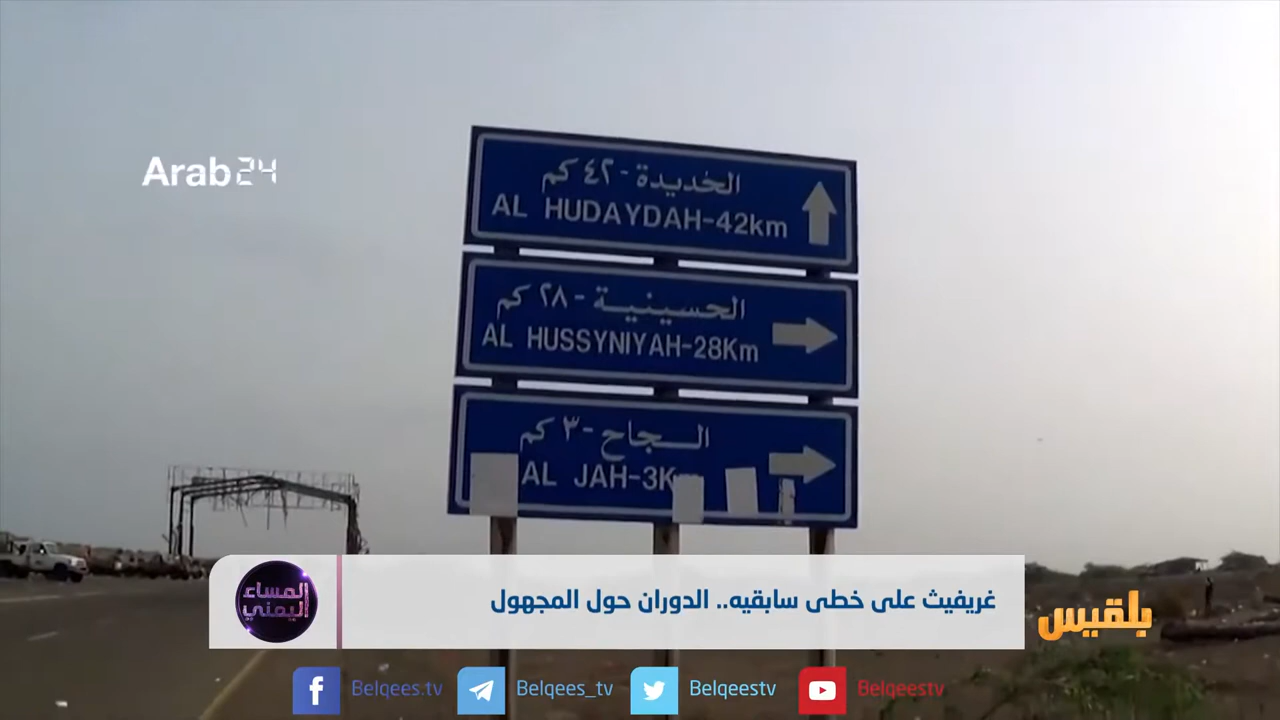 Arab24
الحديدة - ٤٢ كم
AL HUDAYDAH-42km
الحسينية - ٢٨ كم
AL HUSSYNIYAH-28Km
الجاح - ٣ كم
AL JAH-3Km
المساء
اليمني
غريفيث على خطى سابقيه.. الدوران حول المجهول
بلقيس
Belqees.tv
Belqees_tv
Belqeestv
Belqeestv